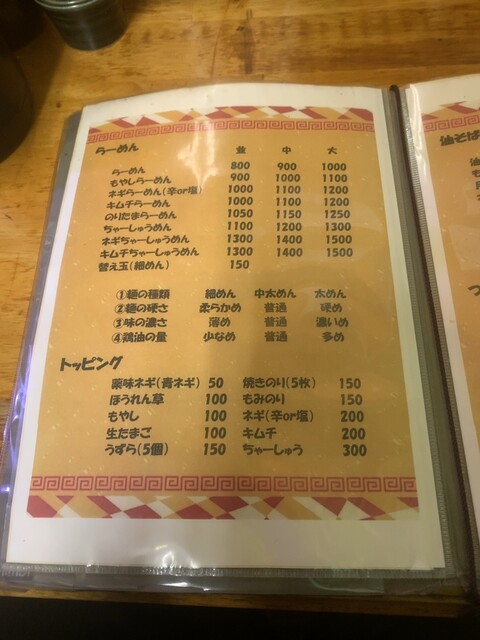 らーめん 並 中 大
らーめん 800 900 1000
もやしらーめん 900 1000 1100
ネギらーめん(辛or塩) 1000 1100 1200
キムチらーめん 1000 1100 1200
のりたまらーめん 1050 1150 1250
ちゃーしゅうめん 1100 1200 1300
ネギちゃーしゅうめん 1300 1400 1500
キムチちゃーしゅうめん 1300 1400 1500
替え玉(細めん) 150
①麺の種類 細めん 中太めん 太めん
②麺の硬さ 柔らかめ 普通 硬め
③味の濃さ 薄め 普通 濃いめ
④鶏油の量 少なめ 普通 多め
トッピング
薬味ネギ(青ネギ) 50 焼きのり(5枚) 150
ほうれん草 100 もみのり 150
もやし 100 ネギ(辛or塩) 200
生たまご 100 キムチ 200
うずら(5個) 150 ちゃーしゅう 300
油そば